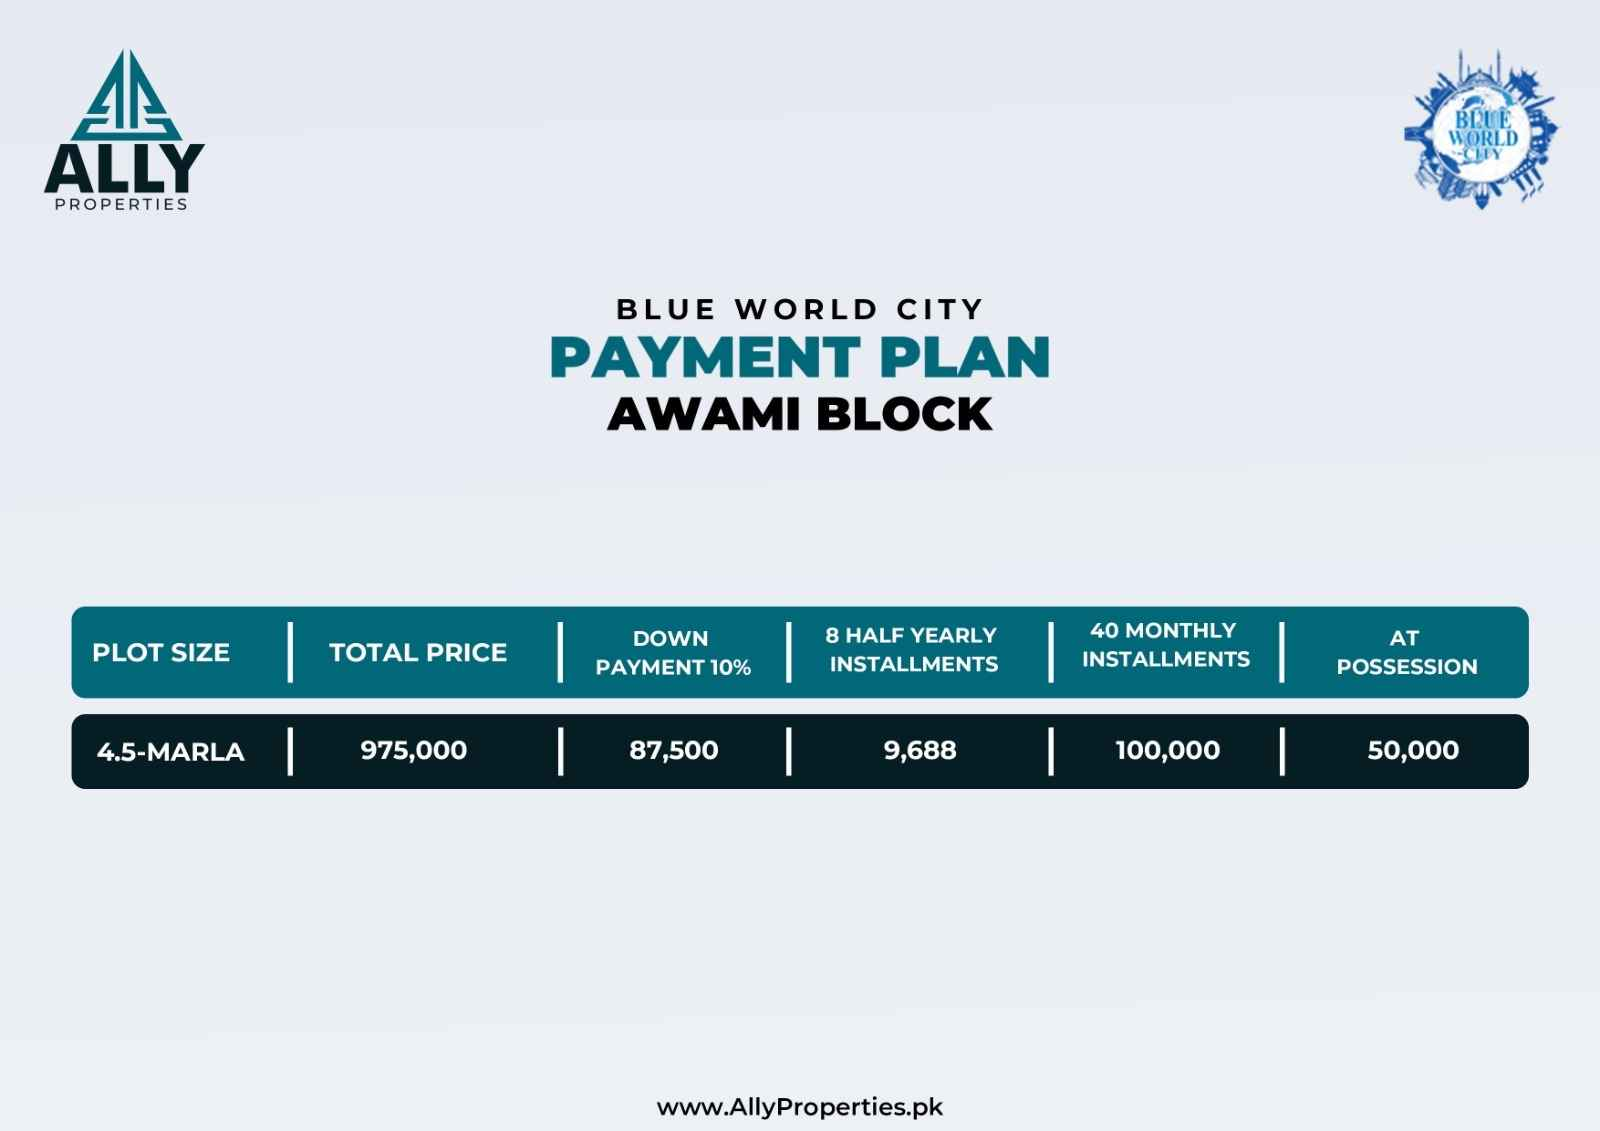 ALLY
PROPERTIES
BLUE
WORLD
CITY
BLUE WORLD CITY
PAYMENT PLAN
AWAMI BLOCK
PLOT SIZE
TOTAL PRICE
DOWN
PAYMENT 10%
8 HALF YEARLY
INSTALLMENTS
40 MONTHLY
INSTALLMENTS
AT
POSSESSION
4.5-MARLA
975,000
87,500
9,688
100,000
50,000
www.AllyProperties.pk